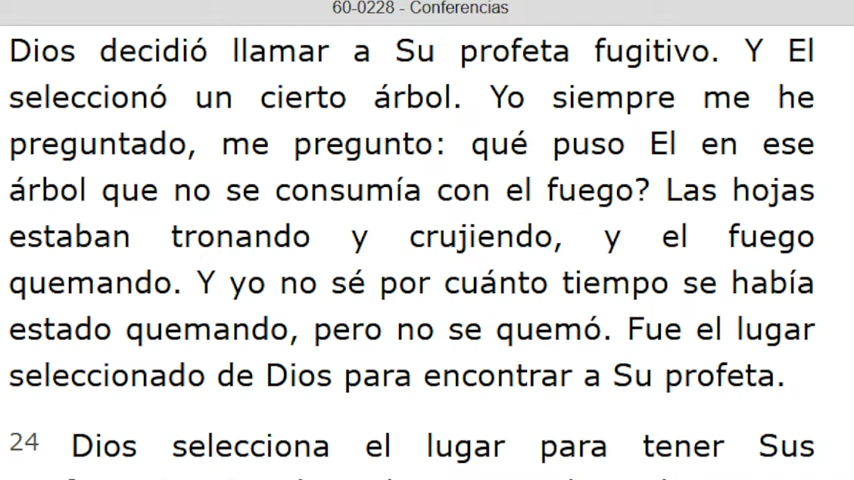 60-0228 - Conferencias
Dios decidió llamar a Su profeta fugitivo. Y El
seleccionó un cierto árbol. Yo siempre me he
preguntado, me pregunto: qué puso El en ese
árbol que no se consumía con el fuego? Las hojas
estaban tronando y crujiendo, y el fuego
quemando. Y yo no sé por cuánto tiempo se había
estado quemando, pero no se quemó. Fue el lugar
seleccionado de Dios para encontrar a Su profeta.
24 Dios selecciona el lugar para tener Sus